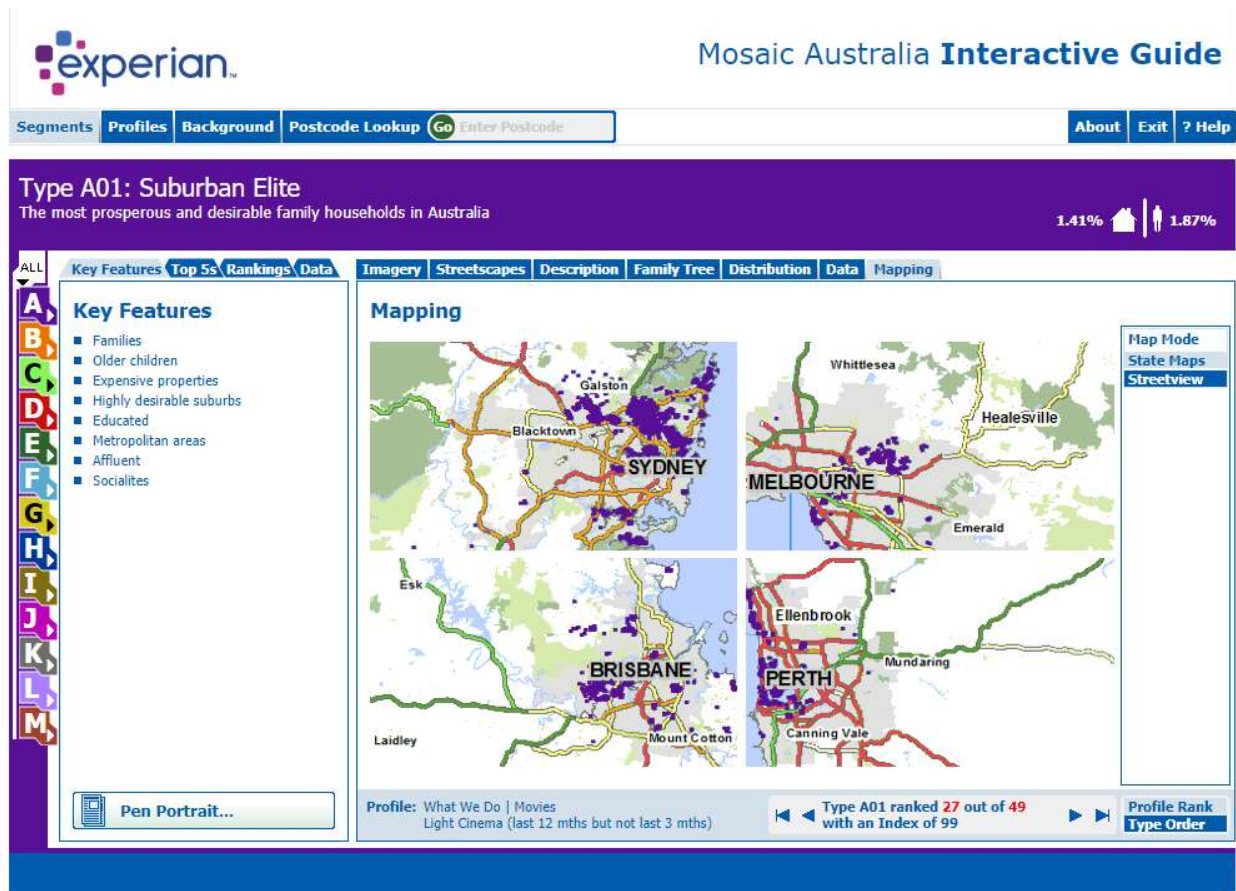 experian™
Mosaic Australia Interactive Guide
Segments Profiles Background Postcode Lookup Go Enter Postcode
About Exit ? Help
Type A01: Suburban Elite
The most prosperous and desirable family households in Australia
1.41% 1.87%
ALL
A
B
C
D
E
F
G
H
I
J
K
L
M
Key Features Top 5s Rankings Data
Key Features
Families
Older children
Expensive properties
Highly desirable suburbs
Educated
Metropolitan areas
Affluent
Socialites
Pen Portrait...
Imagery Streetscapes Description Family Tree Distribution Data Mapping
Mapping
Galston
Blacktown
SYDNEY
Whittlesea
Healesville
MELBOURNE
Emerald
Esk
BRISBANE
Laidley
Mount Cotton
Ellenbrook
Mundaring
PERTH
Canning Vale
Map Mode
State Maps
Streetview
Profile: What We Do | Movies
Light Cinema (last 12 mths but not last 3 mths)
Type A01 ranked 27 out of 49
with an Index of 99
Profile Rank
Type Order